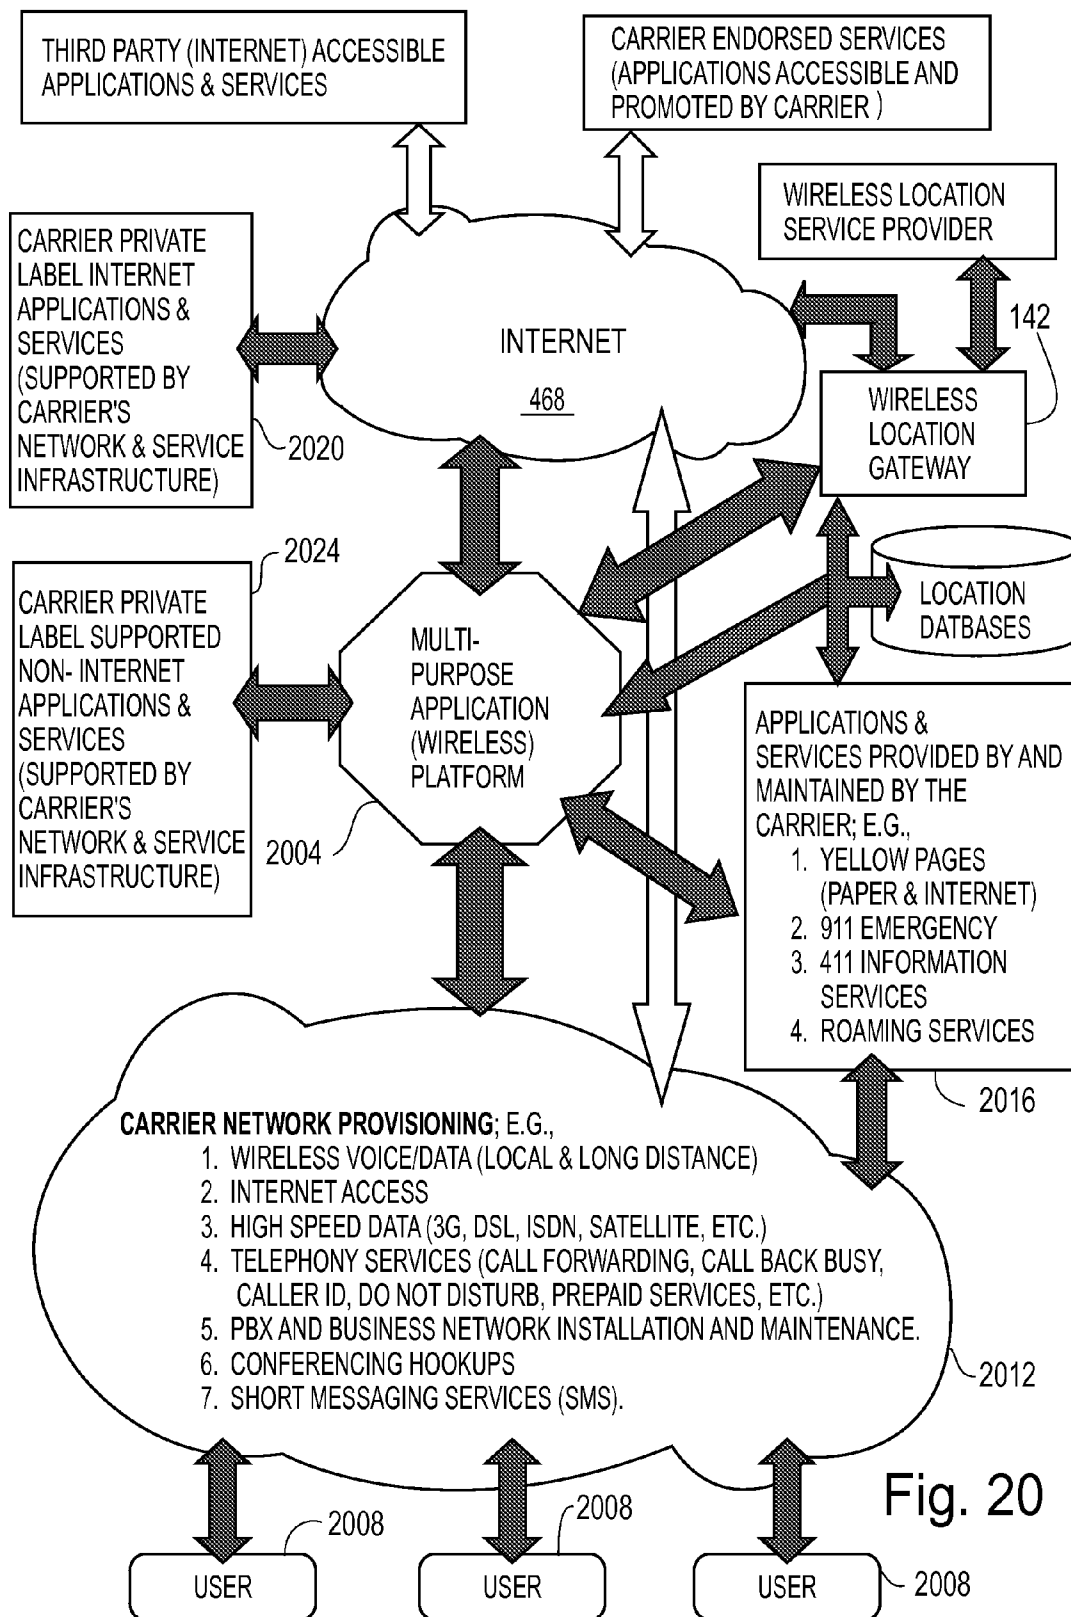 THIRD PARTY (INTERNET) ACCESSIBLE
APPLICATIONS & SERVICES
CARRIER ENDORSED SERVICES
(APPLICATIONS ACCESSIBLE AND
PROMOTED BY CARRIER )
WIRELESS LOCATION
SERVICE PROVIDER
CARRIER PRIVATE
LABEL INTERNET
APPLICATIONS &
SERVICES
(SUPPORTED BY
CARRIER'S
NETWORK & SERVICE
INFRASTRUCTURE)
2020
INTERNET
468
142
WIRELESS
LOCATION
GATEWAY
2024
CARRIER PRIVATE
LABEL SUPPORTED
NON- INTERNET
APPLICATIONS &
SERVICES
(SUPPORTED BY
CARRIER'S
NETWORK & SERVICE
INFRASTRUCTURE)
MULTI-
PURPOSE
APPLICATION
(WIRELESS)
PLATFORM
2004
LOCATION
DATBASES
APPLICATIONS &
SERVICES PROVIDED BY AND
MAINTAINED BY THE
CARRIER; E.G.,
1. YELLOW PAGES
(PAPER & INTERNET)
2. 911 EMERGENCY
3. 411 INFORMATION
SERVICES
4. ROAMING SERVICES
2016
CARRIER NETWORK PROVISIONING; E.G.,
1. WIRELESS VOICE/DATA (LOCAL & LONG DISTANCE)
2. INTERNET ACCESS
3. HIGH SPEED DATA (3G, DSL, ISDN, SATELLITE, ETC.)
4. TELEPHONY SERVICES (CALL FORWARDING, CALL BACK BUSY,
CALLER ID, DO NOT DISTURB, PREPAID SERVICES, ETC.)
5. PBX AND BUSINESS NETWORK INSTALLATION AND MAINTENANCE.
6. CONFERENCING HOOKUPS
7. SHORT MESSAGING SERVICES (SMS).
2012
Fig. 20
2008
USER
2008
USER
USER
2008